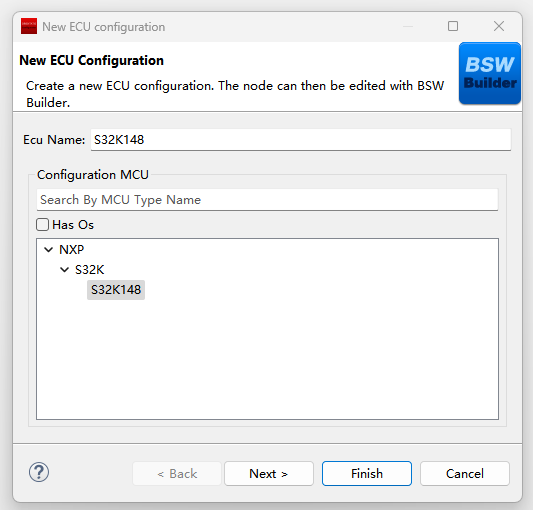 New ECU configuration
New ECU Configuration
Create a new ECU configuration. The node can then be edited with BSW
Builder.
BSW
Builder
Ecu Name:
S32K148
Configuration MCU
Search By MCU Type Name
Has Os
NXP
S32K
S32K148
?
< Back
Next >
Finish
Cancel